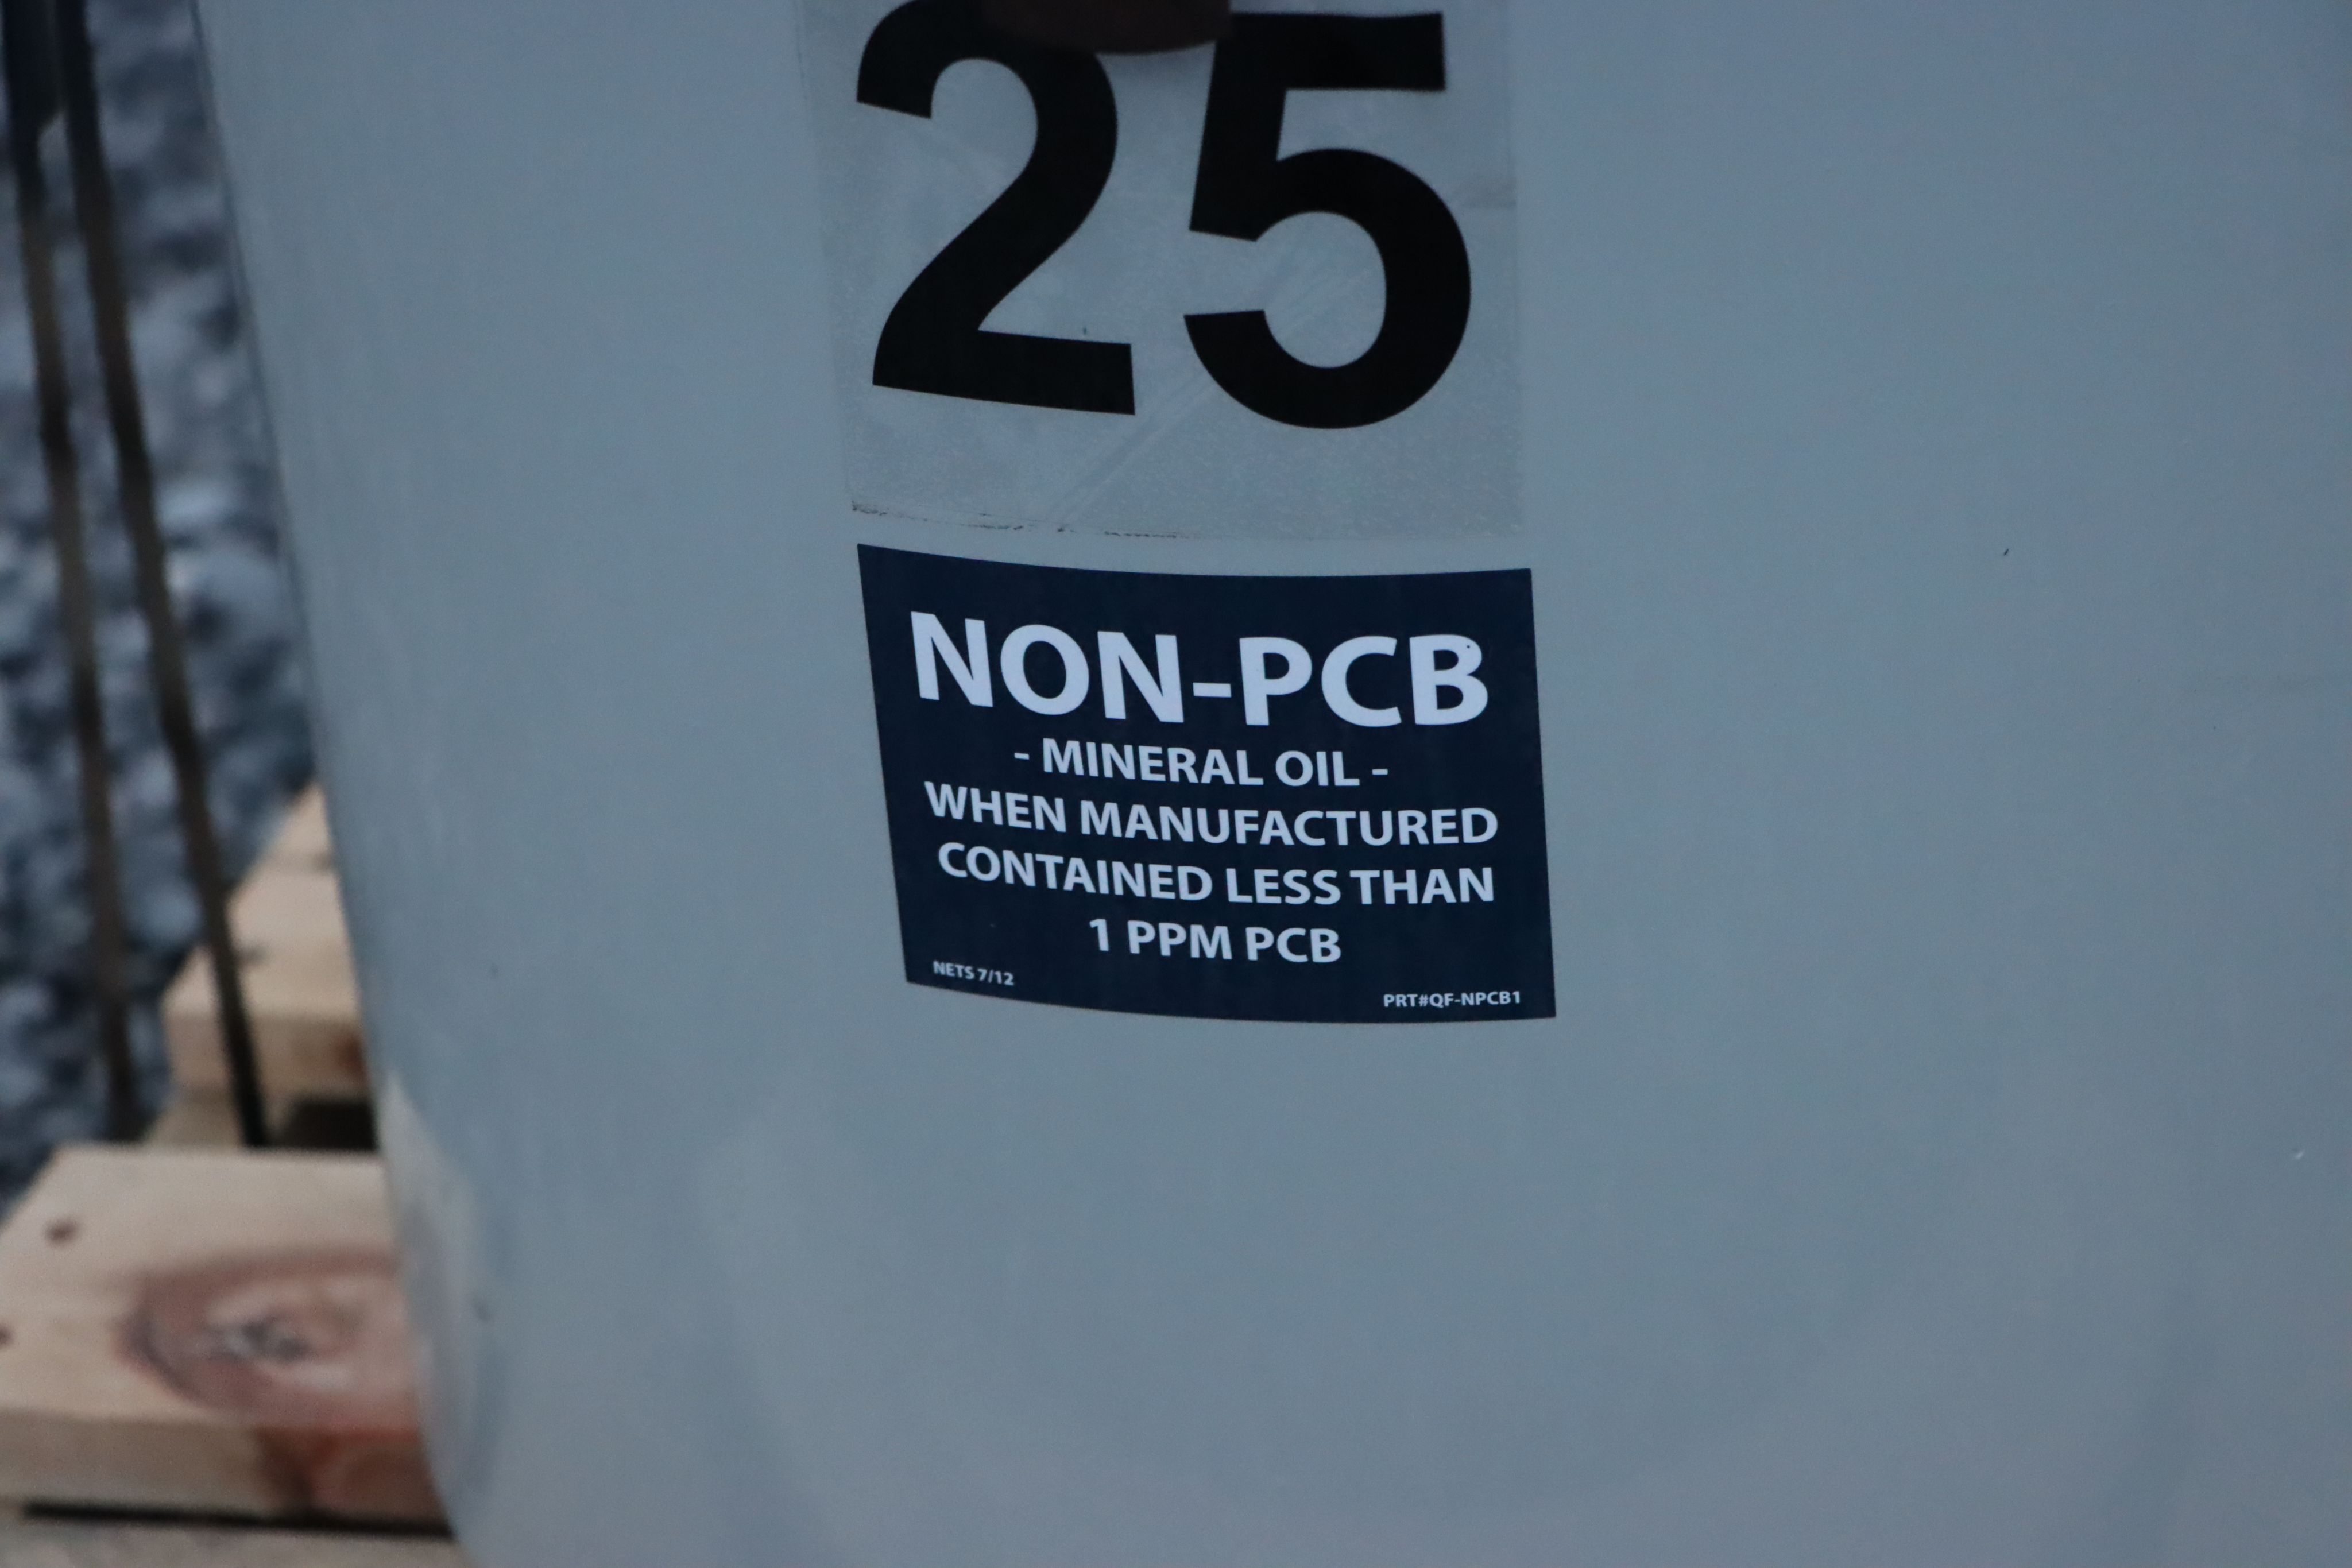 25
NON-PCB
- MINERAL OIL -
WHEN MANUFACTURED
CONTAINED LESS THAN
1 PPM PCB
NETS 7/12
PRT#QF-NPCB1